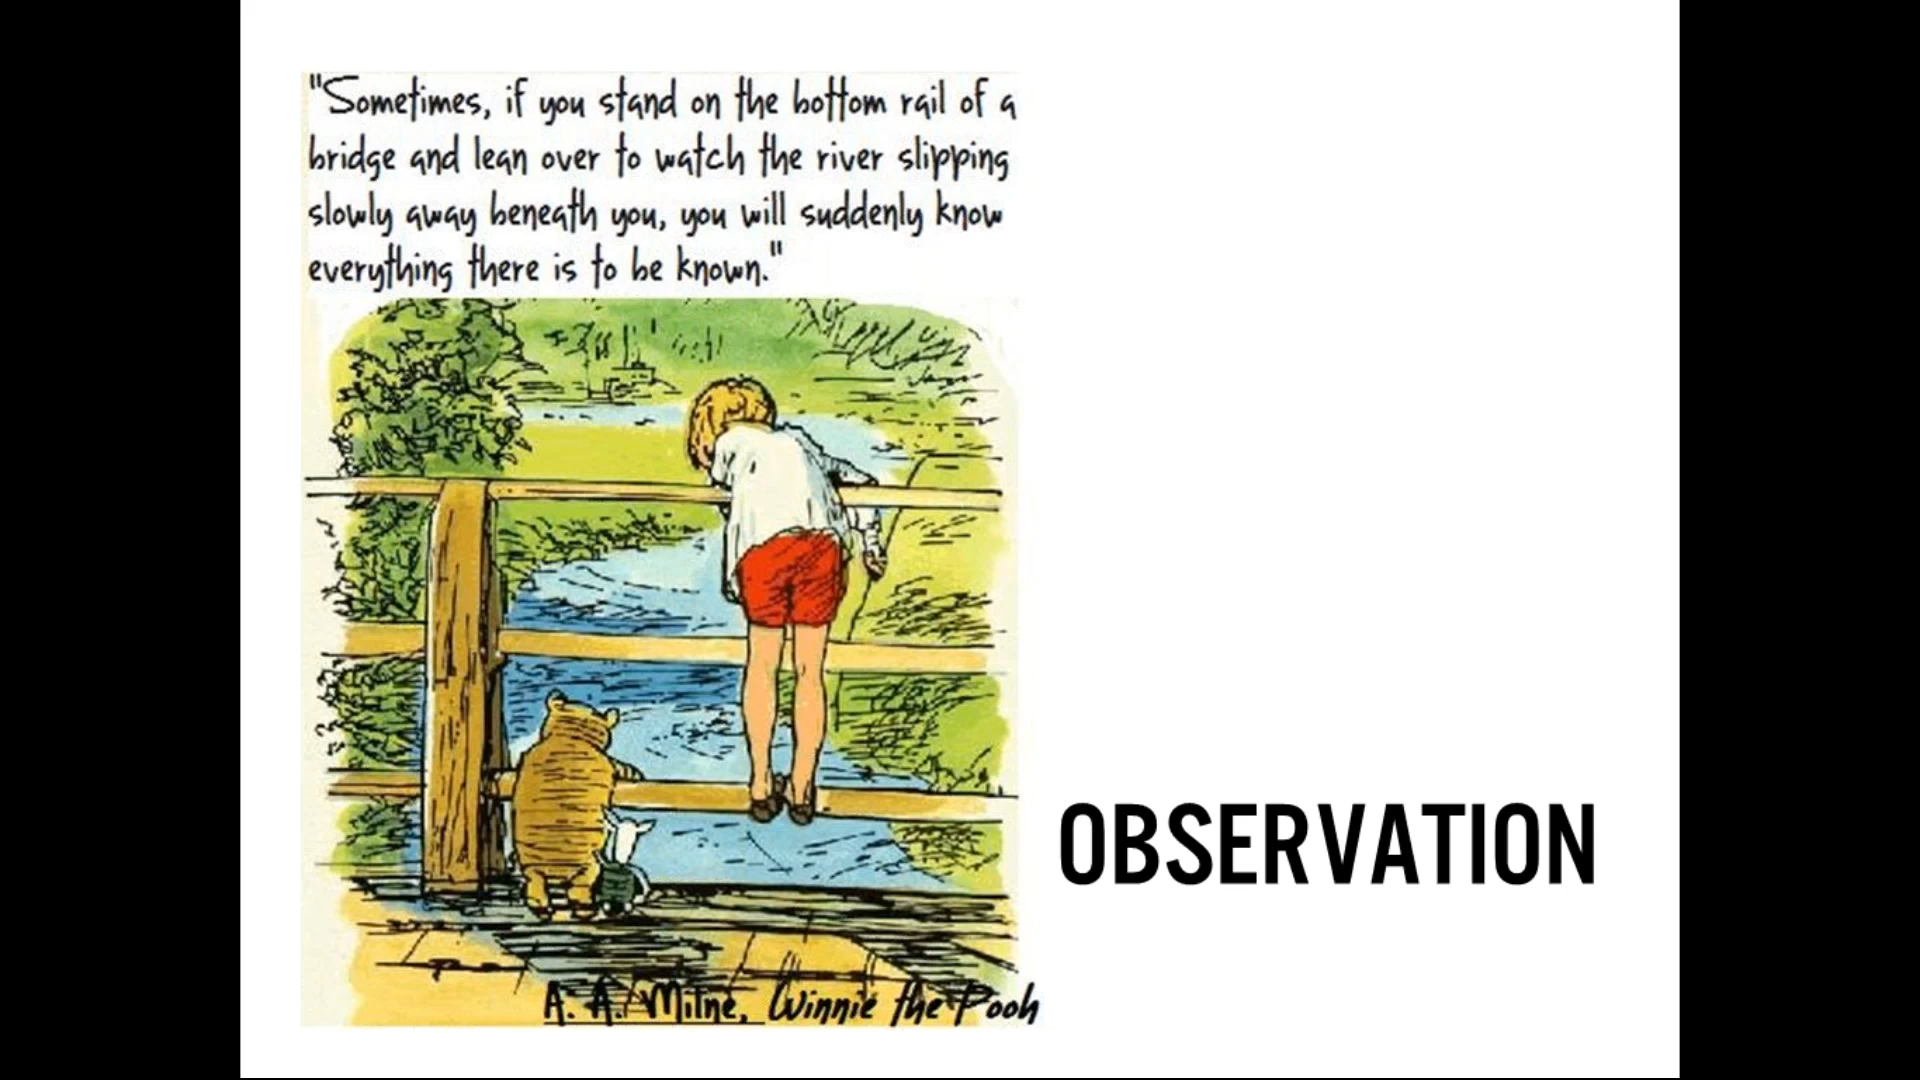 "Sometimes, if you stand on the bottom rail of a
bridge and lean over to watch the river slipping
slowly away beneath you, you will suddenly know
everything there is to be known."
A. A. Milne, Winnie the Pooh
OBSERVATION